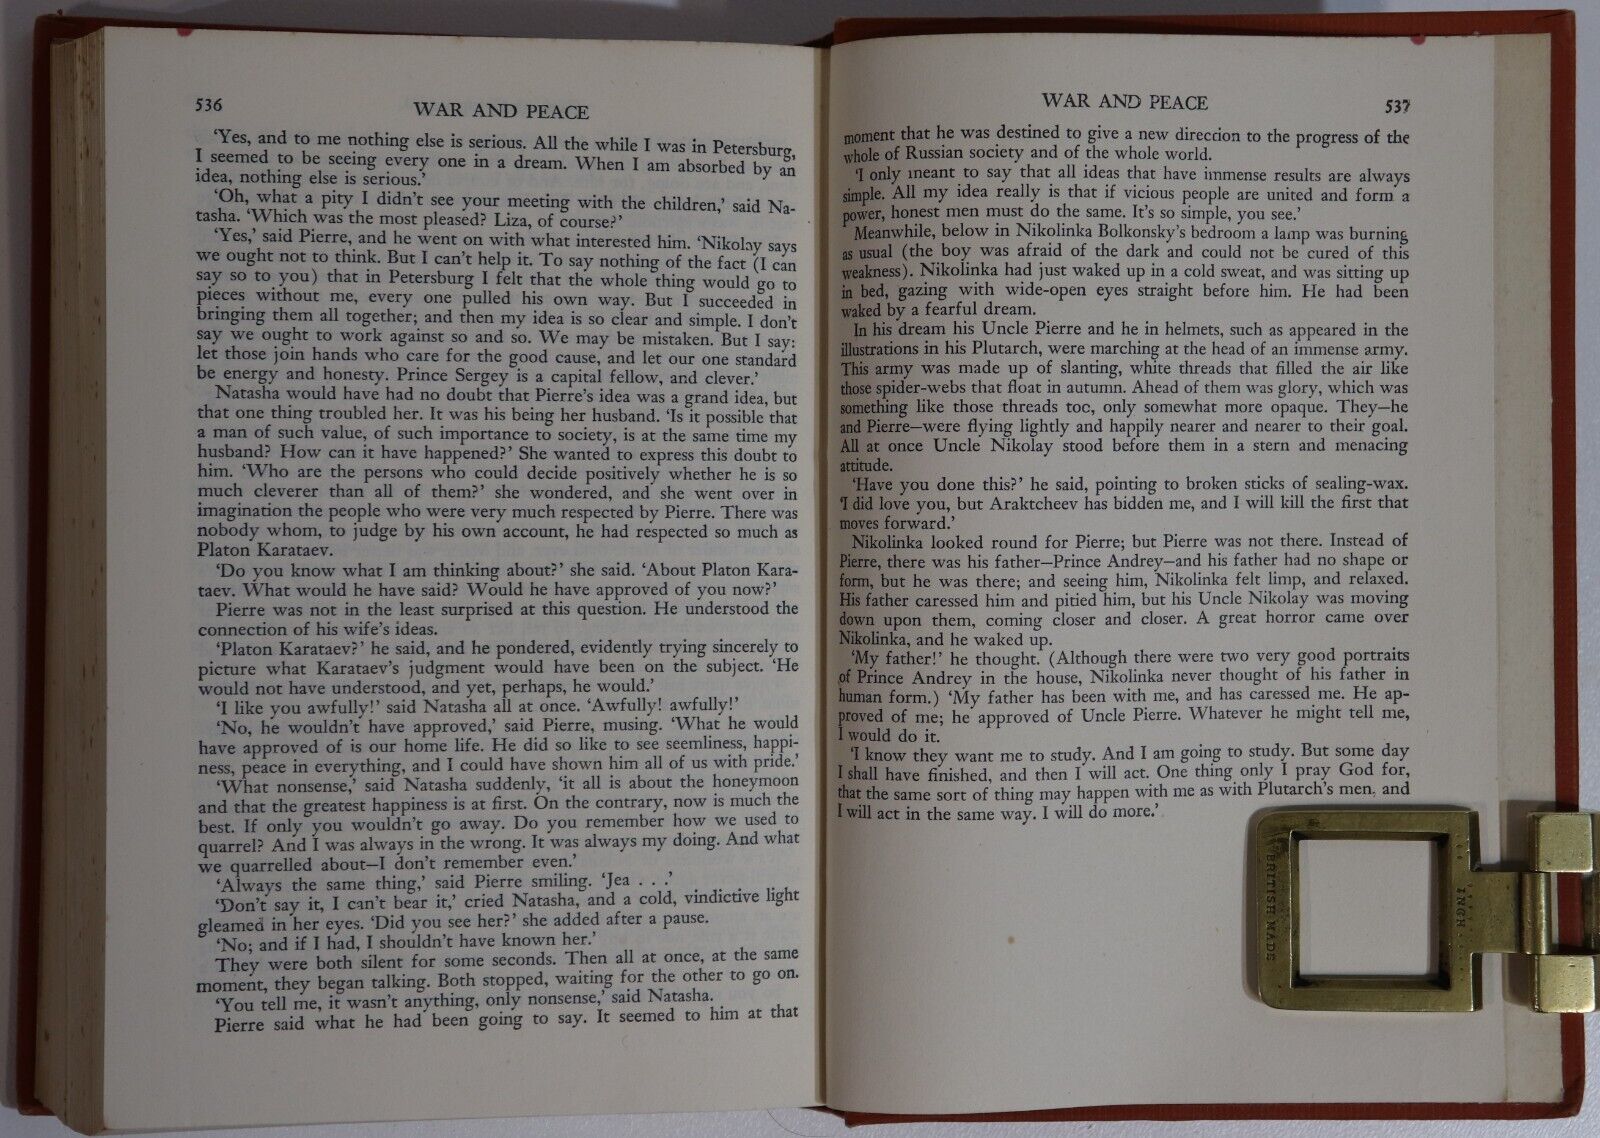 536
WAR AND PEACE
'Yes, and to me nothing else is serious. All the while I was in Petersburg,
I seemed to be seeing every one in a dream. When I am absorbed by an
idea, nothing else is serious.'
'Oh, what a pity I didn't see your meeting with the children,' said Na-
tasha. 'Which was the most pleased? Liza, of course?'
'Yes,' said Pierre, and he went on with what interested him. 'Nikolay says
we ought not to think. But I can't help it. To say nothing of the fact (I can
say so to you) that in Petersburg I felt that the whole thing would go to
pieces without me, every one pulled his own way. But I succeeded in
bringing them all together; and then my idea is so clear and simple. I don't
say we ought to work against so and so. We may be mistaken. But I say:
let those join hands who care for the good cause, and let our one standard
be energy and honesty. Prince Sergey is a capital fellow, and clever.'
Natasha would have had no doubt that Pierre's idea was a grand idea, but
that one thing troubled her. It was his being her husband. 'Is it possible that
a man of such value, of such importance to society, is at the same time my
husband? How can it have happened?' She wanted to express this doubt to
him. 'Who are the persons who could decide positively whether he is so
much cleverer than all of them?' she wondered, and she went over in
imagination the people who were very much respected by Pierre. There was
nobody whom, to judge by his own account, he had respected so much as
Platon Karataev.
'Do you know what I am thinking about?' she said. 'About Platon Kara-
taev. What would he have said? Would he have approved of you now?'
Pierre was not in the least surprised at this question. He understood the
connection of his wife's ideas.
'Platon Karataev?' he said, and he pondered, evidently trying sincerely to
picture what Karataev's judgment would have been on the subject. 'He
would not have understood, and yet, perhaps, he would.'
'I like you awfully!' said Natasha all at once. 'Awfully! awfully!'
'No, he wouldn't have approved,' said Pierre, musing. 'What he would
have approved of is our home life. He did so like to see seemliness, happi-
ness, peace in everything, and I could have shown him all of us with pride.'
'What nonsense,' said Natasha suddenly, 'it all is about the honeymoon
and that the greatest happiness is at first. On the contrary, now is much the
best. If only you wouldn't go away. Do you remember how we used to
quarrel? And I was always in the wrong. It was always my doing. And what
we quarrelled about—I don't remember even.'
'Always the same thing,' said Pierre smiling. 'Jea . . .'
'Don't say it, I can't bear it,' cried Natasha, and a cold, vindictive light
gleamed in her eyes. 'Did you see her?' she added after a pause.
'No; and if I had, I shouldn't have known her.'
They were both silent for some seconds. Then all at once, at the same
moment, they began talking. Both stopped, waiting for the other to go on.
'You tell me, it wasn't anything, only nonsense,' said Natasha.
Pierre said what he had been going to say. It seemed to him at that
WAR AND PEACE
537
moment that he was destined to give a new direction to the progress of the
whole of Russian society and of the whole world.
'I only meant to say that all ideas that have immense results are always
simple. All my idea really is that if vicious people are united and form a
power, honest men must do the same. It's so simple, you see.'
Meanwhile, below in Nikolinka Bolkonsky's bedroom a lamp was burning
as usual (the boy was afraid of the dark and could not be cured of this
weakness). Nikolinka had just waked up in a cold sweat, and was sitting up
in bed, gazing with wide-open eyes straight before him. He had been
waked by a fearful dream.
In his dream his Uncle Pierre and he in helmets, such as appeared in the
illustrations in his Plutarch, were marching at the head of an immense army.
This army was made up of slanting, white threads that filled the air like
those spider-webs that float in autumn. Ahead of them was glory, which was
something like those threads too, only somewhat more opaque. They—he
and Pierre—were flying lightly and happily nearer and nearer to their goal.
All at once Uncle Nikolay stood before them in a stern and menacing
attitude.
'Have you done this?' he said, pointing to broken sticks of sealing-wax.
'I did love you, but Araktcheev has bidden me, and I will kill the first that
moves forward.'
Nikolinka looked round for Pierre; but Pierre was not there. Instead of
Pierre, there was his father—Prince Andrey—and his father had no shape or
form, but he was there; and seeing him, Nikolinka felt limp, and relaxed.
His father caressed him and pitied him, but his Uncle Nikolay was moving
down upon them, coming closer and closer. A great horror came over
Nikolinka, and he waked up.
'My father!' he thought. (Although there were two very good portraits
of Prince Andrey in the house, Nikolinka never thought of his father in
human form.) 'My father has been with me, and has caressed me. He ap-
proved of me; he approved of Uncle Pierre. Whatever he might tell me,
I would do it.
'I know they want me to study. And I am going to study. But some day
I shall have finished, and then I will act. One thing only I pray God for,
that the same sort of thing may happen with me as with Plutarch's men, and
I will act in the same way. I will do more.'
BRITISH MADE